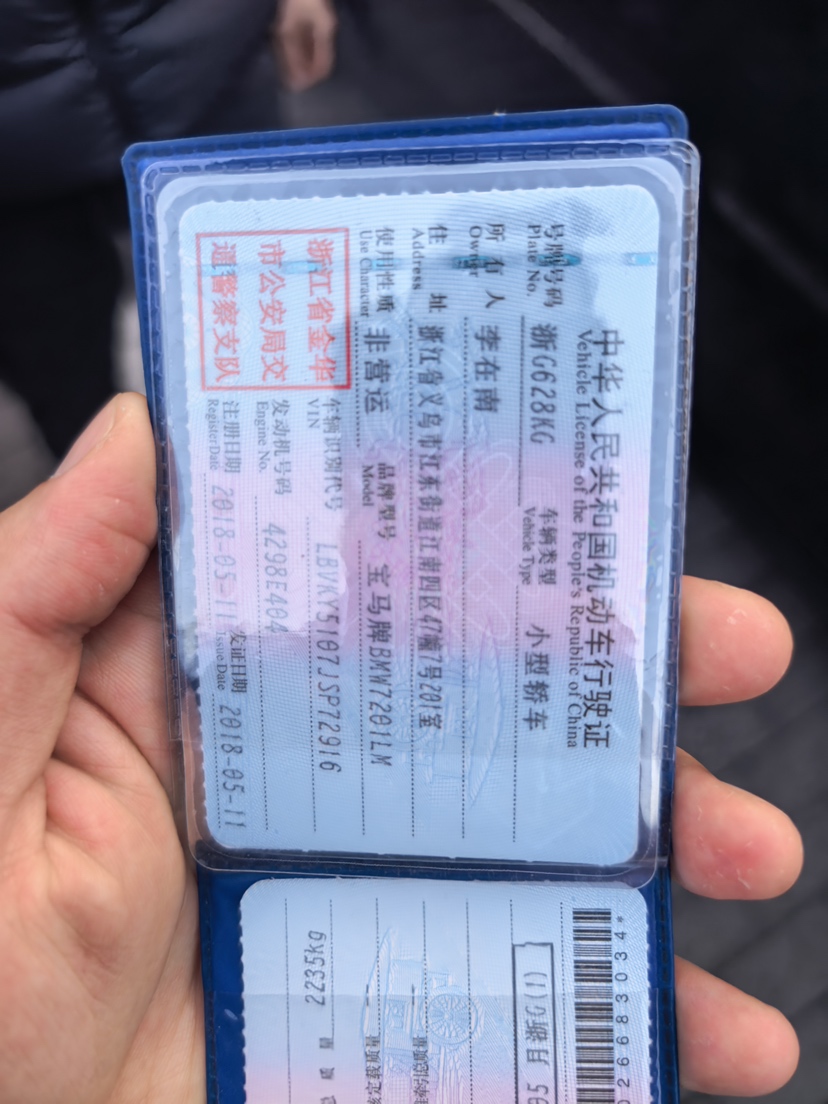 中华人民共和国机动车行驶证
Vehicle License of the People's Republic of China
号牌号码 浙G628KG 车辆类型 小型轿车
Plate No. Vehicle Type
所有人 李在南
Owner
住址 浙江省义乌市江东街道江南四区47幢7号201室
Address
使用性质 非营运 品牌型号 宝马牌BMW7201LM
Use Character Model
浙江省金华
市公安局交
通警察支队
车辆识别代号 LBVKY5107JSP72916
VIN
发动机号码 4298E404
Engine No.
注册日期 2018-05-11 发证日期 2018-05-11
Register Date Issue Date
026683034*
2235kg
质量